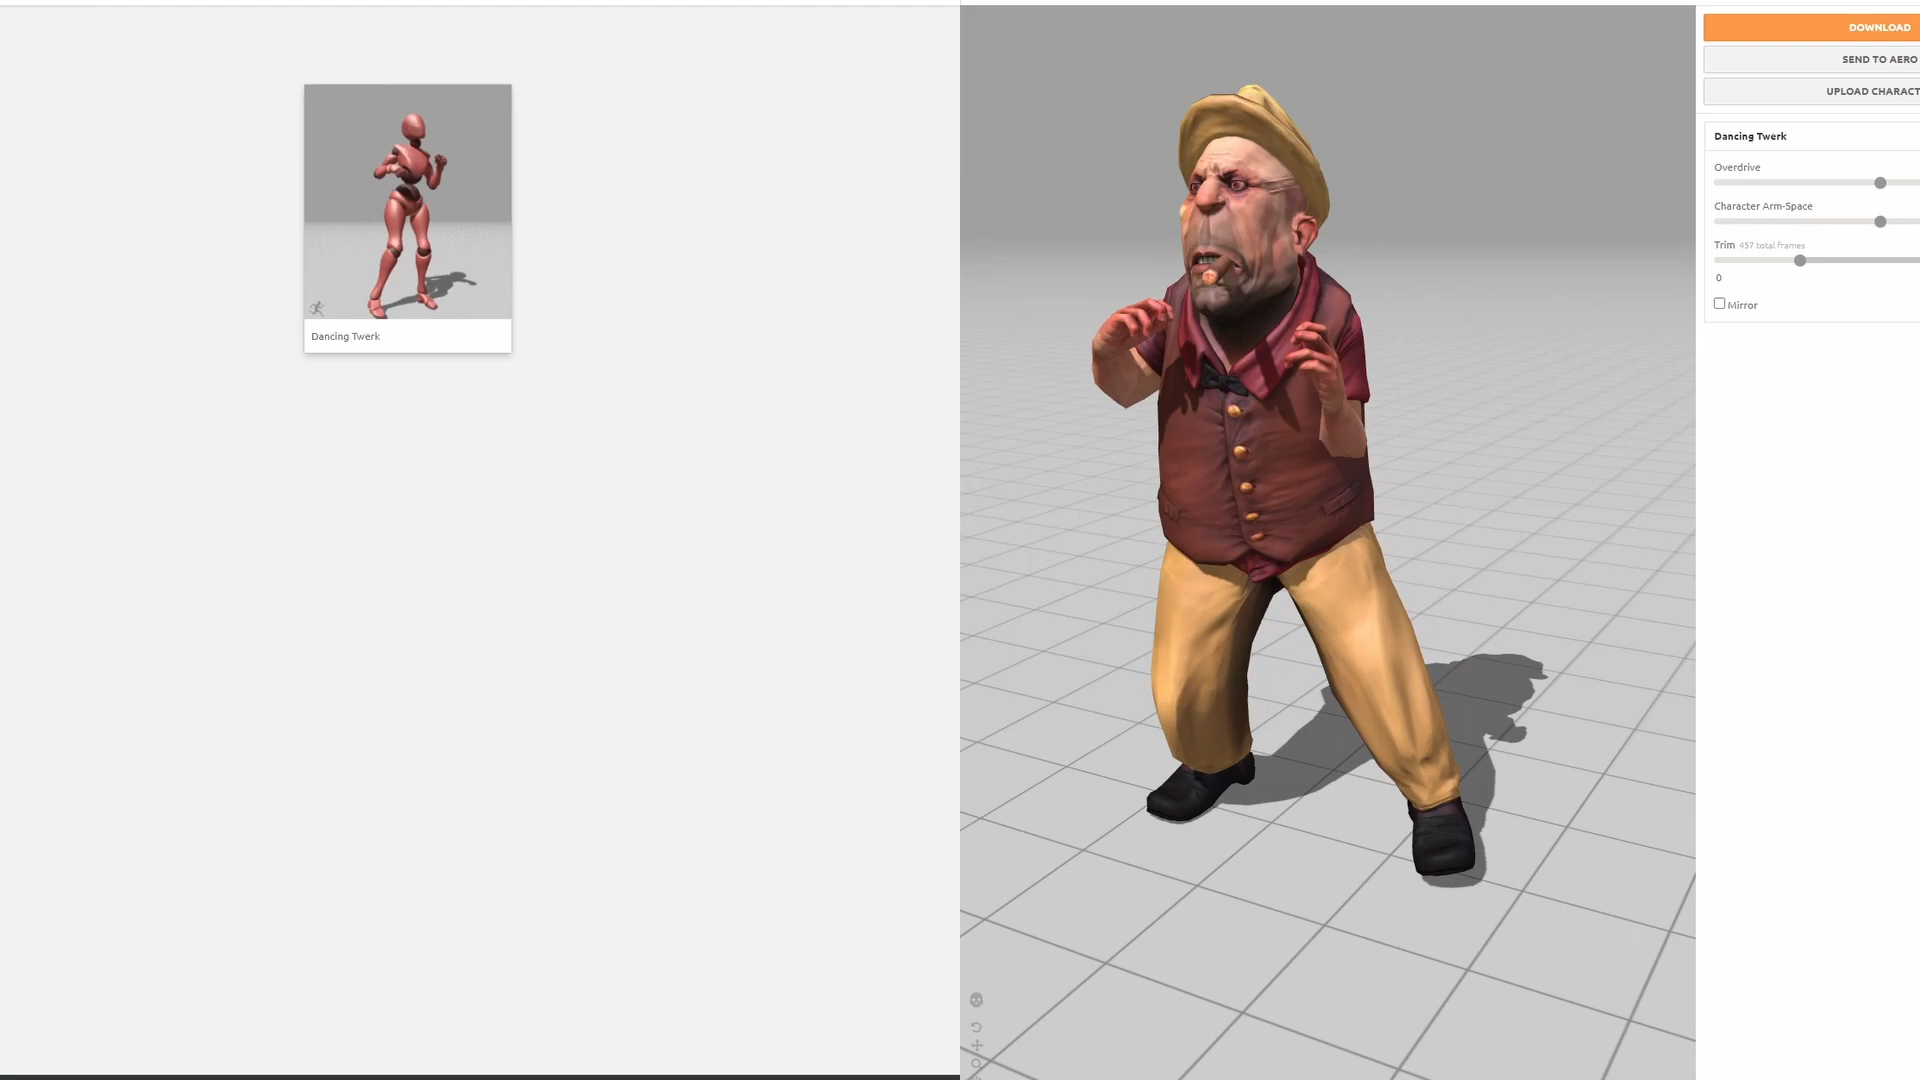 Dancing Twerk
DOWNLOAD
SEND TO AERO
UPLOAD CHARACT
Dancing Twerk
Overdrive
Character Arm-Space
Trim 457 total frames
0
Mirror